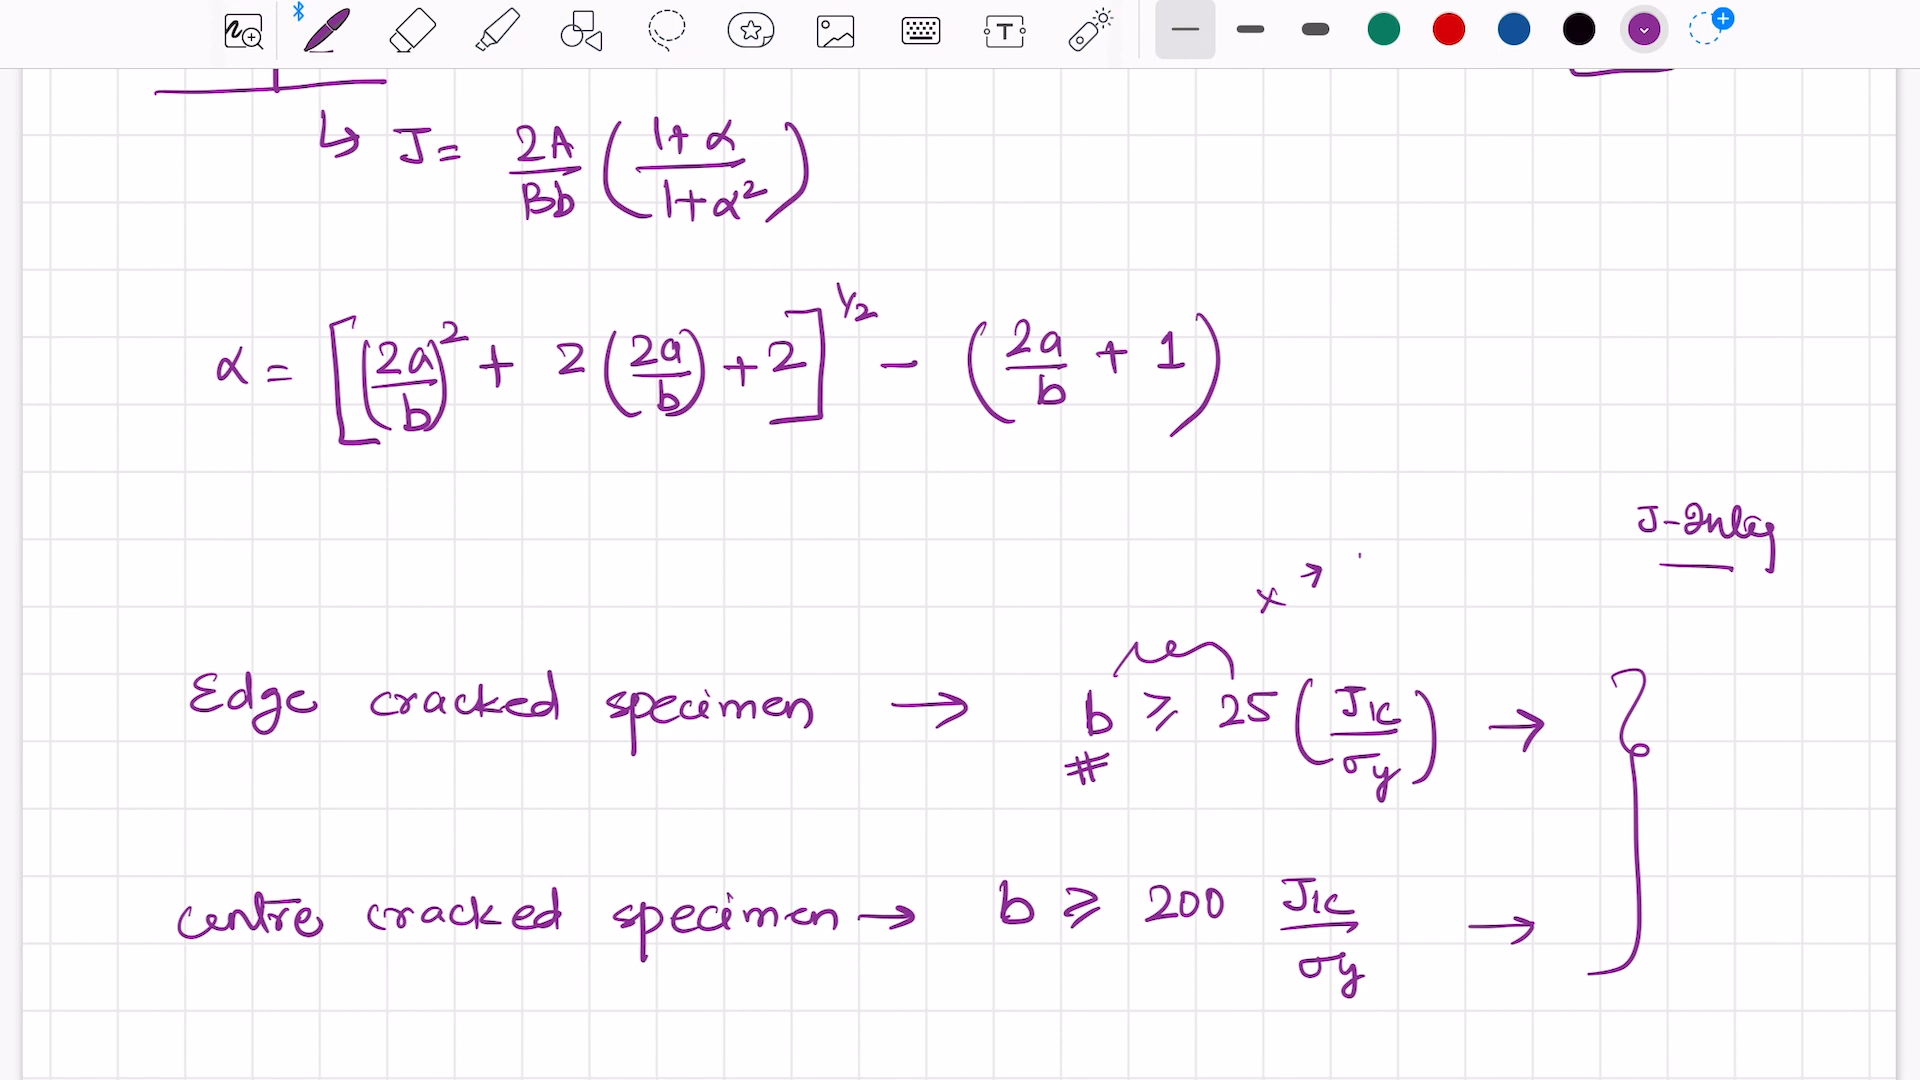 ↳ J = 2A/Bb ( (1+α)/(1+α²) )
α = [ (2a/b)² + 2(2a/b) + 2 ]^1/2 − (2a/b + 1)
J-
x →
Edge cracked specimen → b ≥ 25 ( J1c/σy ) →
#
centre cracked specimen → b ≥ 200 J1c/σy →